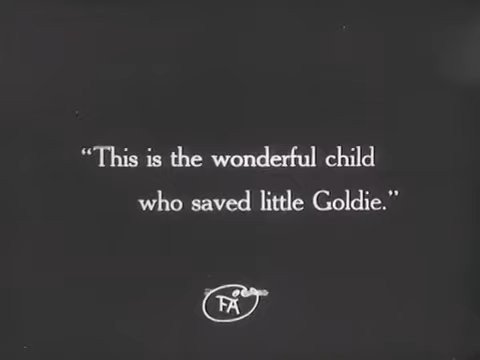 “This is the wonderful child
who saved little Goldie.”
FA